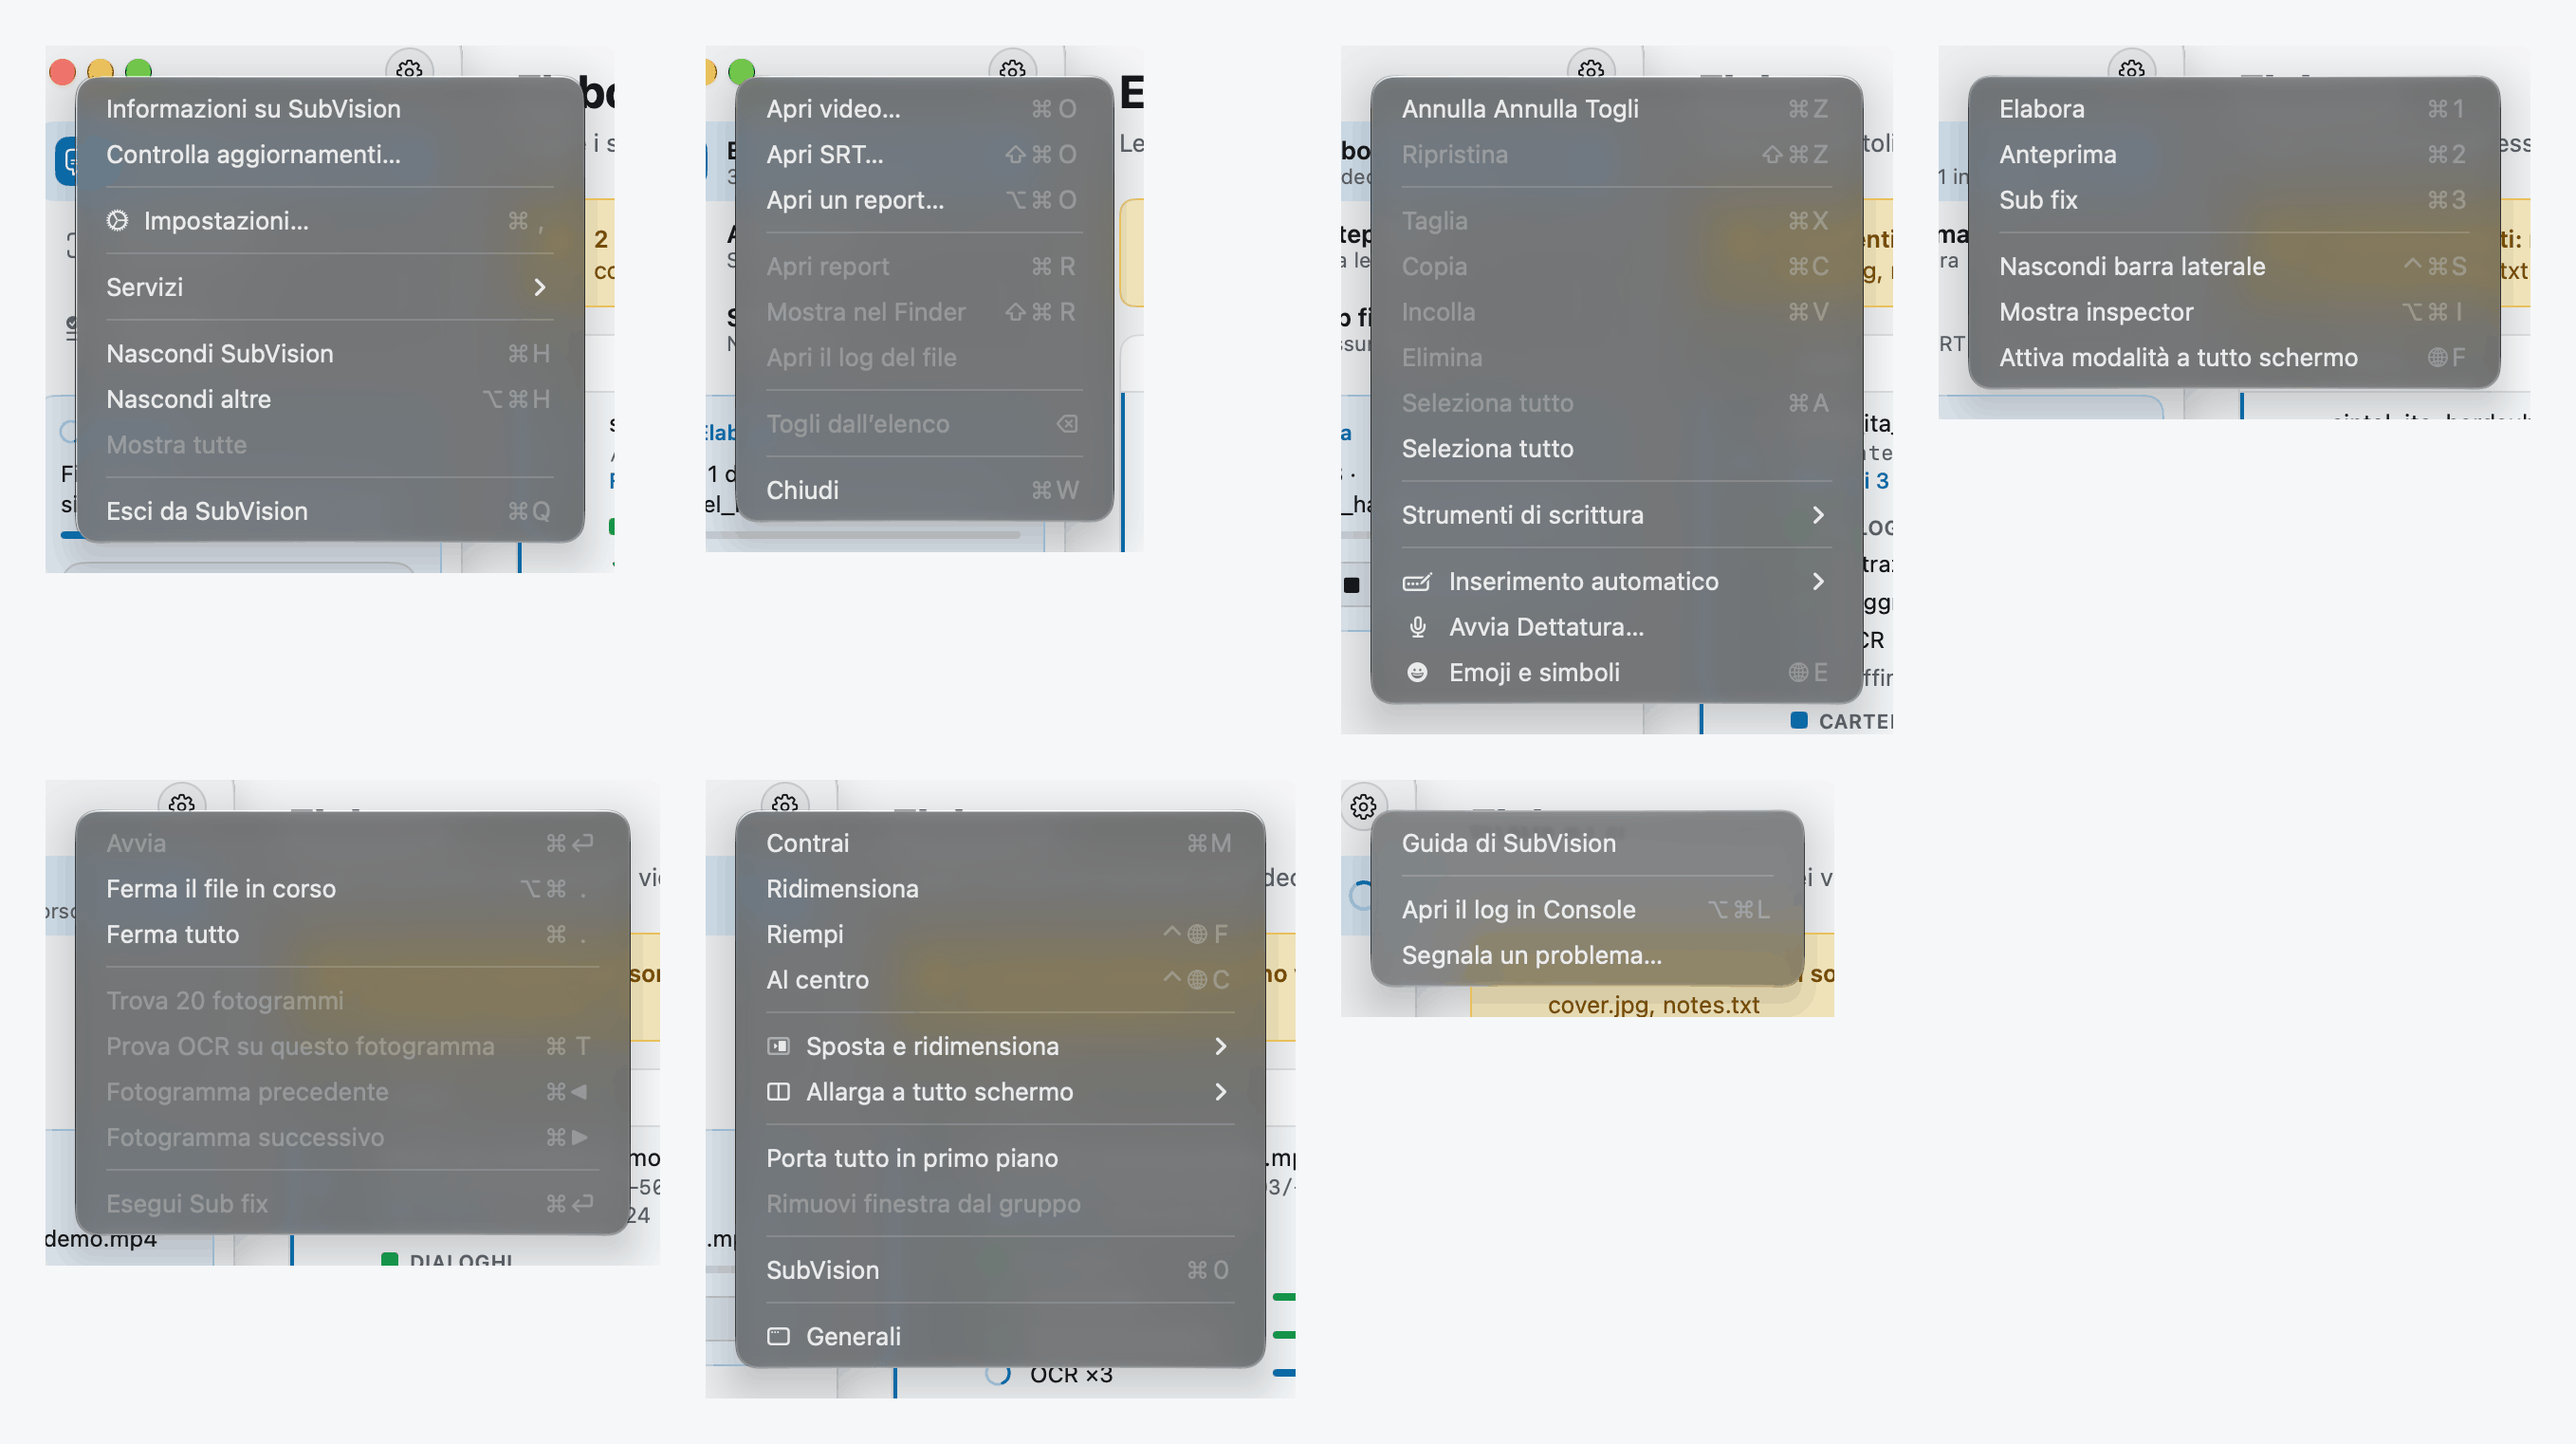 Informazioni su SubVision
Controlla aggiornamenti...
Impostazioni... ⌘ ,
Servizi
Nascondi SubVision ⌘H
Nascondi altre ⌥⌘H
Mostra tutte
Esci da SubVision ⌘Q
2
Apri video... ⌘ O
Apri SRT... ⇧⌘ O
Apri un report... ⌥⌘ O
Apri report ⌘ R
Mostra nel Finder ⇧⌘ R
Apri il log del file
Togli dall'elenco ⌫
Chiudi ⌘W
E
Le
Annulla Annulla Togli ⌘Z
Ripristina ⇧⌘Z
Taglia ⌘X
Copia ⌘C
Incolla ⌘V
Elimina
Seleziona tutto ⌘A
Seleziona tutto
Strumenti di scrittura
Inserimento automatico
Avvia Dettatura...
Emoji e simboli 🌐E
CARTE
Elabora ⌘1
Anteprima ⌘2
Sub fix ⌘3
Nascondi barra laterale ^⌘S
Mostra inspector ⌥⌘ I
Attiva modalità a tutto schermo 🌐F
Avvia ⌘↩
Ferma il file in corso ⌥⌘ .
Ferma tutto ⌘ .
Trova 20 fotogrammi
Prova OCR su questo fotogramma ⌘ T
Fotogramma precedente ⌘◀
Fotogramma successivo ⌘▶
Esegui Sub fix ⌘↩
demo.mp4
DIALOGHI
Contrai ⌘M
Ridimensiona
Riempi ^🌐 F
Al centro ^🌐 C
Sposta e ridimensiona
Allarga a tutto schermo
Porta tutto in primo piano
Rimuovi finestra dal gruppo
SubVision ⌘ 0
Generali
OCR ×3
Guida di SubVision
Apri il log in Console ⌥⌘L
Segnala un problema...
cover.jpg, notes.txt